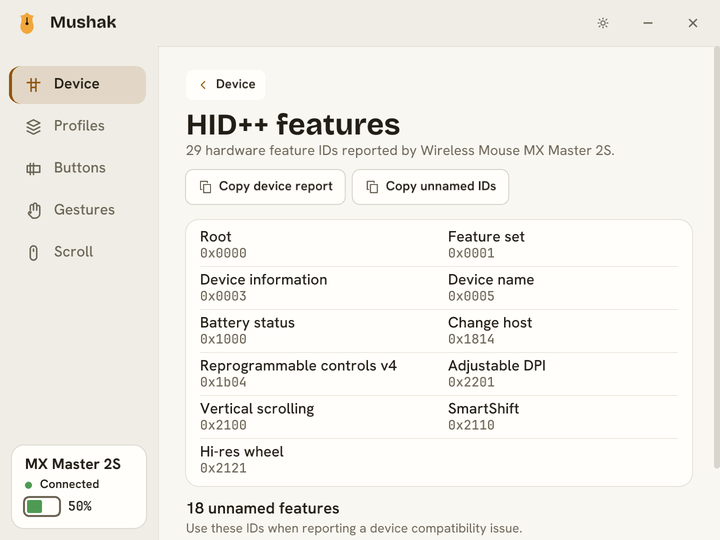 Mushak
Device
Profiles
Buttons
Gestures
Scroll
MX Master 2S
Connected
50%
Device
HID++ features
29 hardware feature IDs reported by Wireless Mouse MX Master 2S.
Copy device report
Copy unnamed IDs
Root
0x0000
Feature set
0x0001
Device information
0x0003
Device name
0x0005
Battery status
0x1000
Change host
0x1814
Reprogrammable controls v4
0x1b04
Adjustable DPI
0x2201
Vertical scrolling
0x2100
SmartShift
0x2110
Hi-res wheel
0x2121
18 unnamed features
Use these IDs when reporting a device compatibility issue.